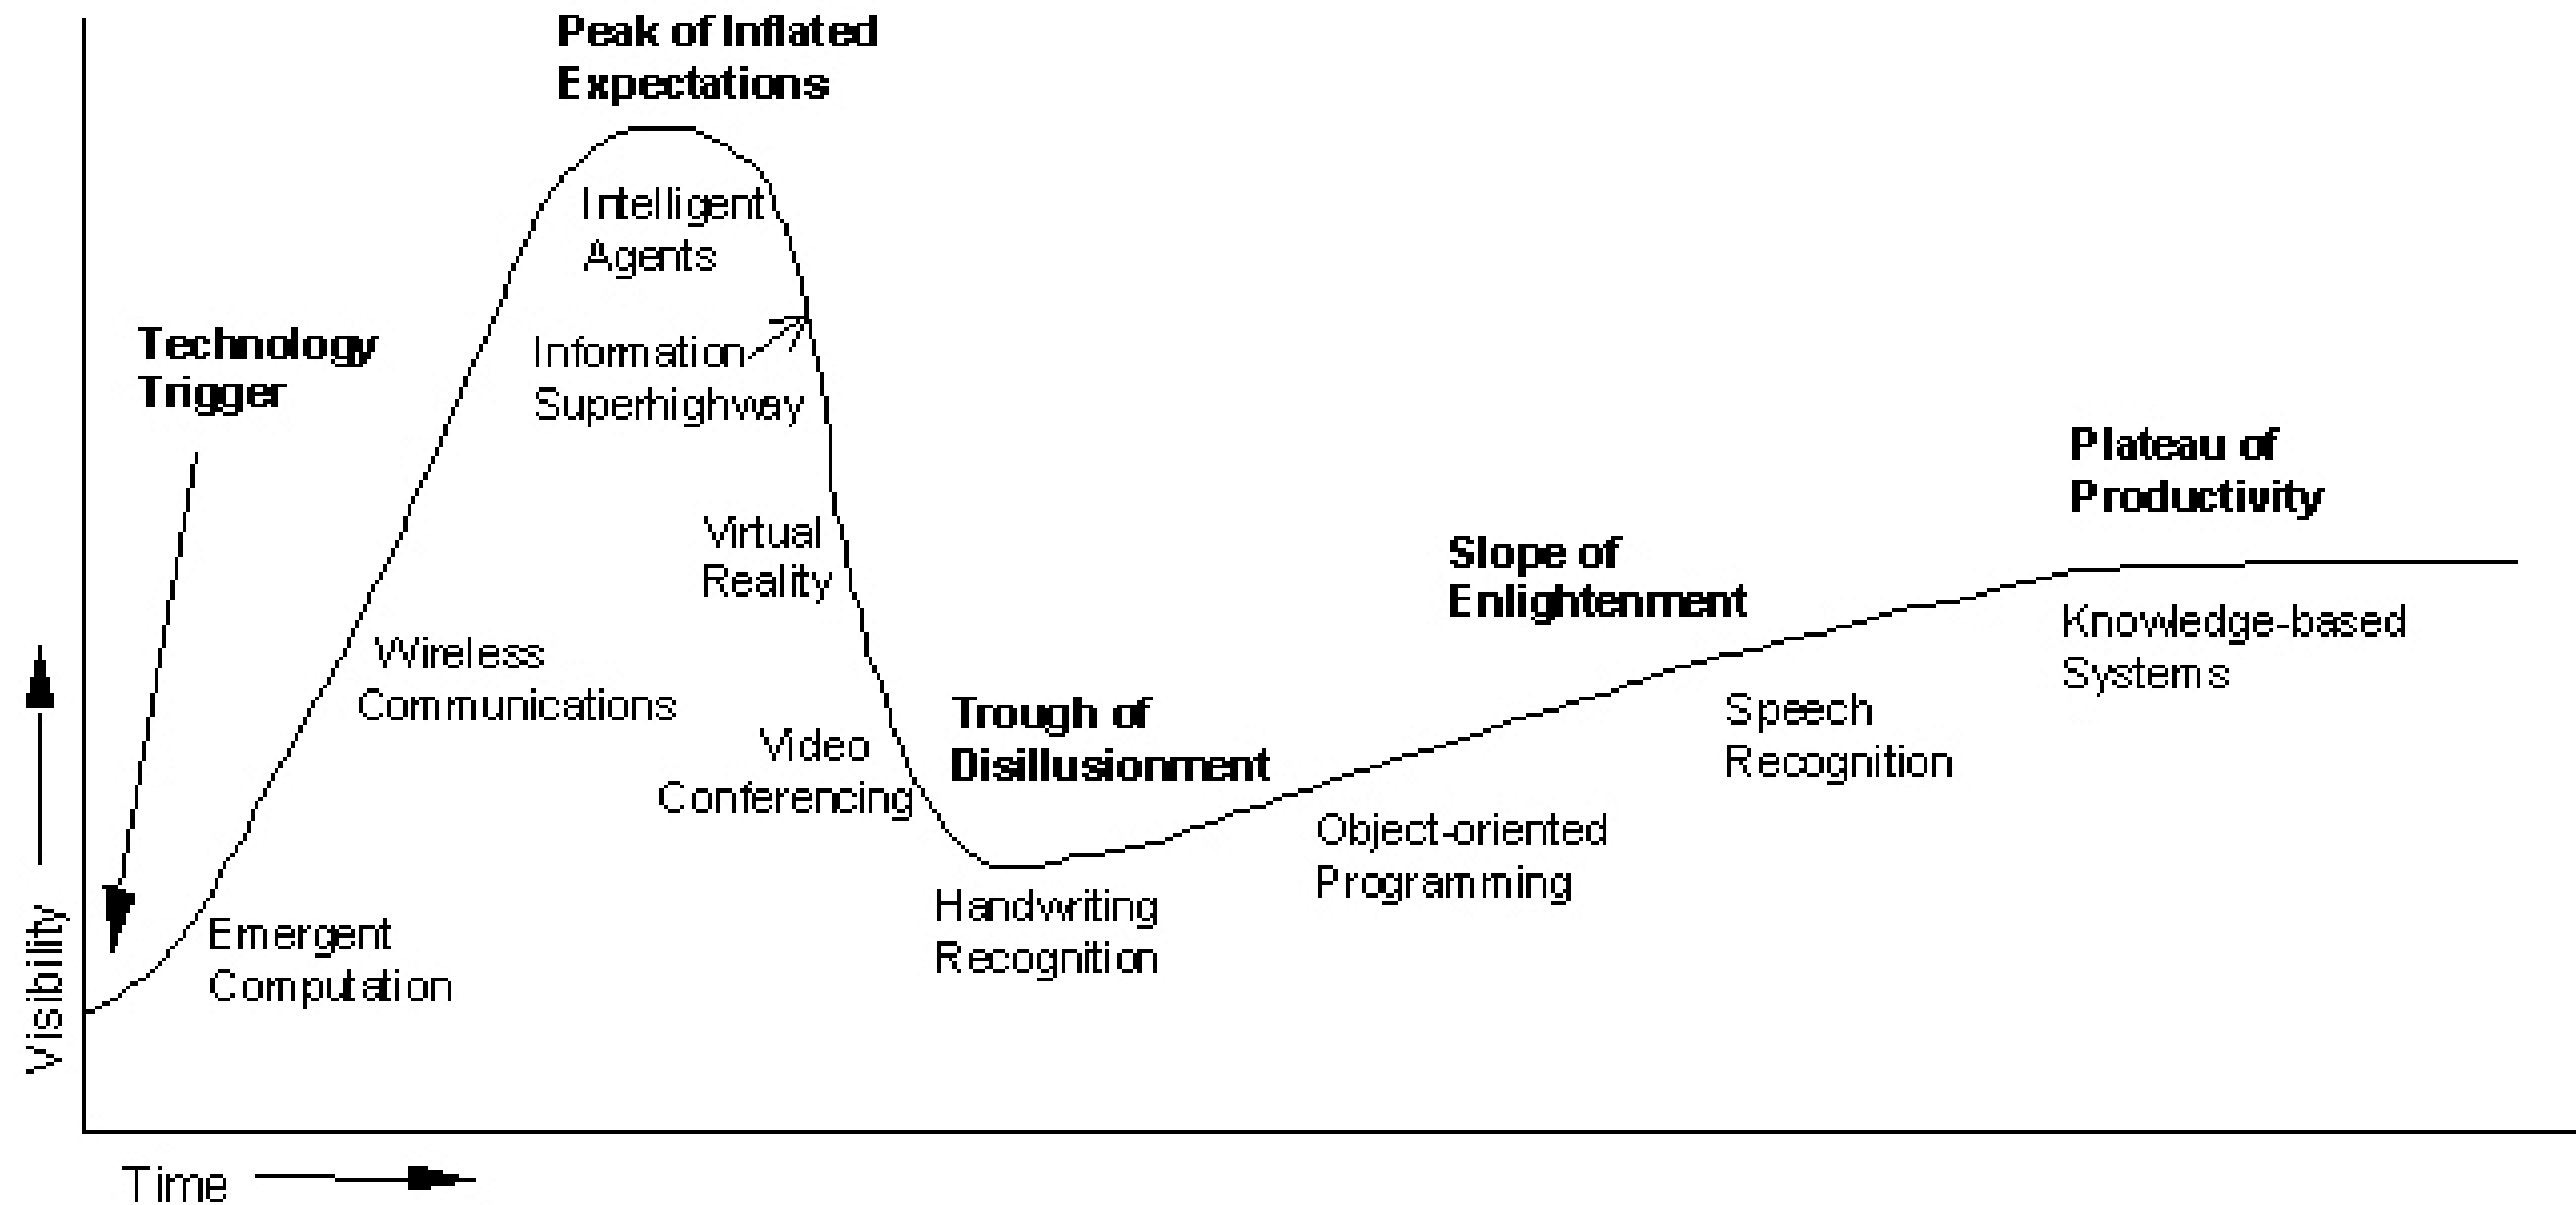 Peak of Inflated
Expectations
Intelligent
Agents
Technology
Trigger
Information
Superhighway
Virtual
Reality
Wireless
Communications
Video
Conferencing
Emergent
Computation
Trough of
Disillusionment
Handwriting
Recognition
Slope of
Enlightenment
Object-oriented
Programming
Speech
Recognition
Plateau of
Productivity
Knowledge-based
Systems
Visibility
Time